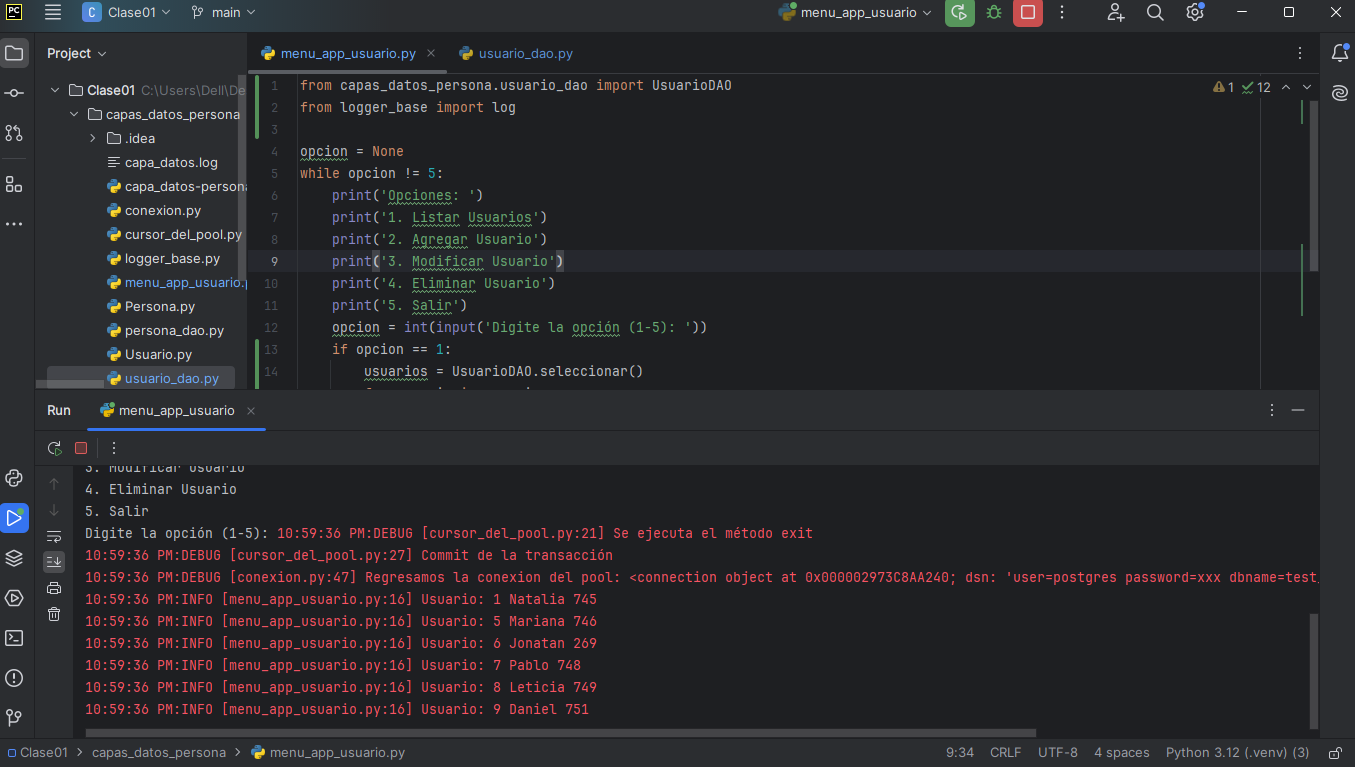 PC
C Clase01
main
menu_app_usuario
Project
menu_app_usuario.py
usuario_dao.py
Clase01 C:\Users\Dell\De
capas_datos_persona
.idea
capa_datos.log
capa_datos-persona
conexion.py
cursor_del_pool.py
logger_base.py
menu_app_usuario.p
Persona.py
persona_dao.py
Usuario.py
usuario_dao.py
1 from capas_datos_persona.usuario_dao import UsuarioDAO
2 from logger_base import log
3
4 opcion = None
5 while opcion != 5:
6 print('Opciones: ')
7 print('1. Listar Usuarios')
8 print('2. Agregar Usuario')
9 print('3. Modificar Usuario')
10 print('4. Eliminar Usuario')
11 print('5. Salir')
12 opcion = int(input('Digite la opción (1-5): '))
13 if opcion == 1:
14 usuarios = UsuarioDAO.seleccionar()
1 12
Run
menu_app_usuario
3. Modificar Usuario
4. Eliminar Usuario
5. Salir
Digite la opción (1-5): 10:59:36 PM:DEBUG [cursor_del_pool.py:21] Se ejecuta el método exit
10:59:36 PM:DEBUG [cursor_del_pool.py:27] Commit de la transacción
10:59:36 PM:DEBUG [conexion.py:47] Regresamos la conexion del pool: <connection object at 0x000002973C8AA240; dsn: 'user=postgres password=xxx dbname=test_
10:59:36 PM:INFO [menu_app_usuario.py:16] Usuario: 1 Natalia 745
10:59:36 PM:INFO [menu_app_usuario.py:16] Usuario: 5 Mariana 746
10:59:36 PM:INFO [menu_app_usuario.py:16] Usuario: 6 Jonatan 269
10:59:36 PM:INFO [menu_app_usuario.py:16] Usuario: 7 Pablo 748
10:59:36 PM:INFO [menu_app_usuario.py:16] Usuario: 8 Leticia 749
10:59:36 PM:INFO [menu_app_usuario.py:16] Usuario: 9 Daniel 751
Clase01 > capas_datos_persona > menu_app_usuario.py
9:34 CRLF UTF-8 4 spaces Python 3.12 (.venv) (3)